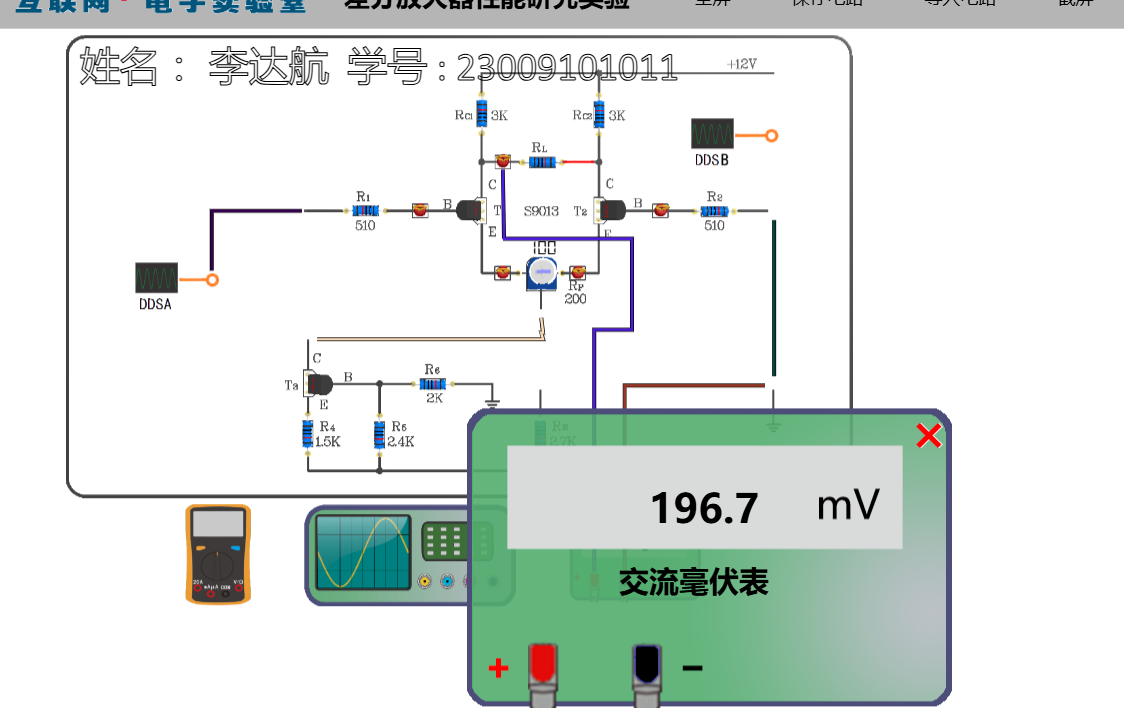 互联网+电子实验室 差分放大器性能研究实验 全屏 保存电路 导入电路 截屏
姓名：李达航 学号：23009101011
+12V
RC1 3K RC2 3K
DDSB
RL
C C
R1 B T S9013 T2 B R2
510 E E 510
100
RP
200
DDSA
C
T3 B R6
2K
E
R4 R5
1.5K 2.4K
196.7 mV
交流毫伏表
+ −
20A mAμA COM V/Ω